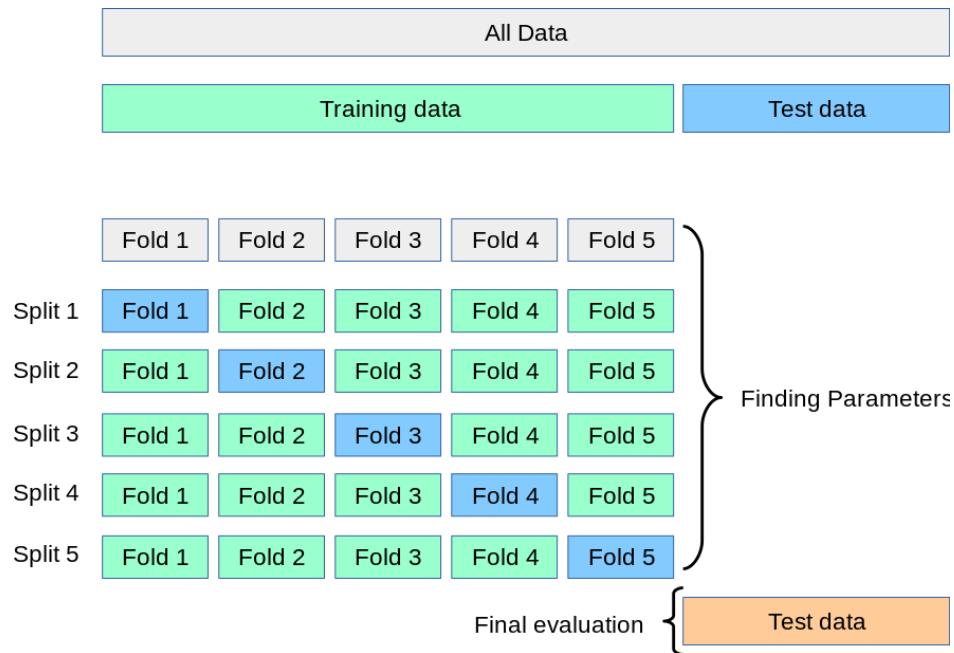 All Data
Training data Test data
Fold 1 Fold 2 Fold 3 Fold 4 Fold 5
Split 1 Fold 1 Fold 2 Fold 3 Fold 4 Fold 5
Split 2 Fold 1 Fold 2 Fold 3 Fold 4 Fold 5
Finding Parameters
Split 3 Fold 1 Fold 2 Fold 3 Fold 4 Fold 5
Split 4 Fold 1 Fold 2 Fold 3 Fold 4 Fold 5
Split 5 Fold 1 Fold 2 Fold 3 Fold 4 Fold 5
Final evaluation Test data